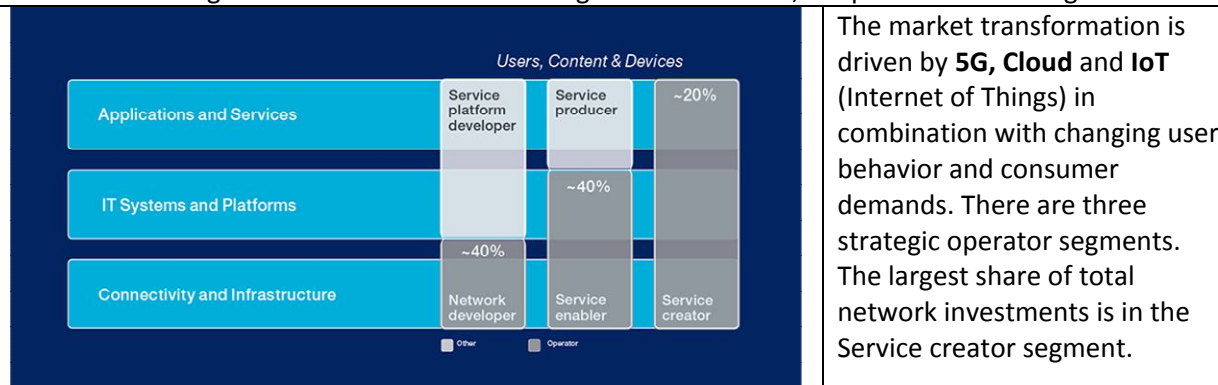 Users, Content & Devices
Applications and Services
Service
platform
developer
Service
producer
~20%
IT Systems and Platforms
~40%
~40%
Connectivity and Infrastructure
Network
developer
Service
enabler
Service
creator
Other
Operator
The market transformation is
driven by 5G, Cloud and IoT
(Internet of Things) in
combination with changing user
behavior and consumer
demands. There are three
strategic operator segments.
The largest share of total
network investments is in the
Service creator segment.